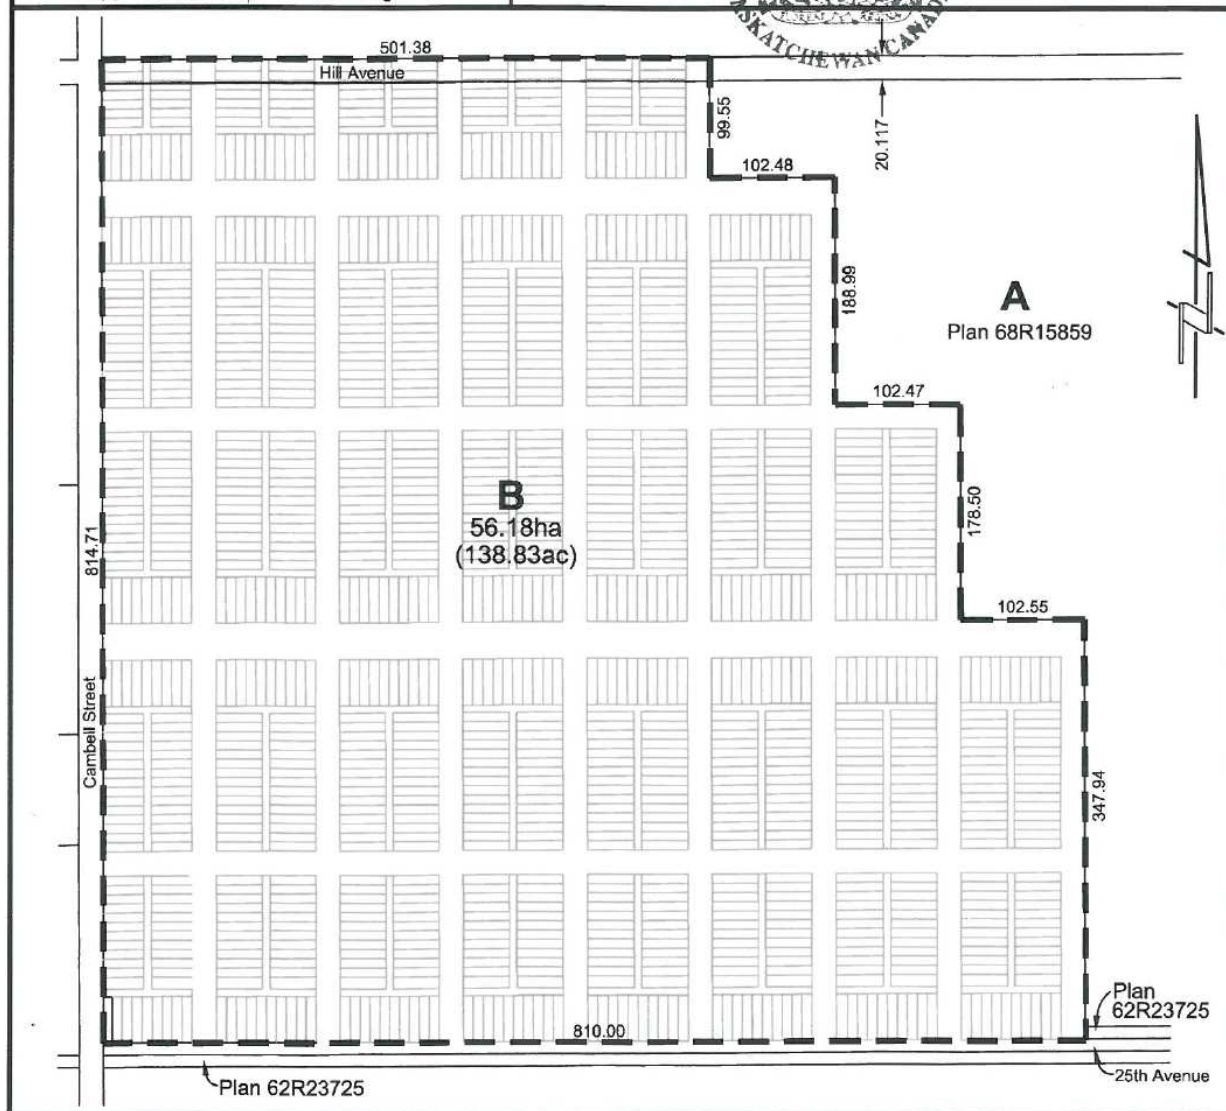 SKATCHEWAN CANAD
501.38
Hill Avenue
99.55
20.117
102.48
188.99
A
Plan 68R15859
102.47
B
56.18ha
(138.83ac)
178.50
814.71
102.55
Cambell Street
347.94
Plan
62R23725
810.00
25th Avenue
Plan 62R23725